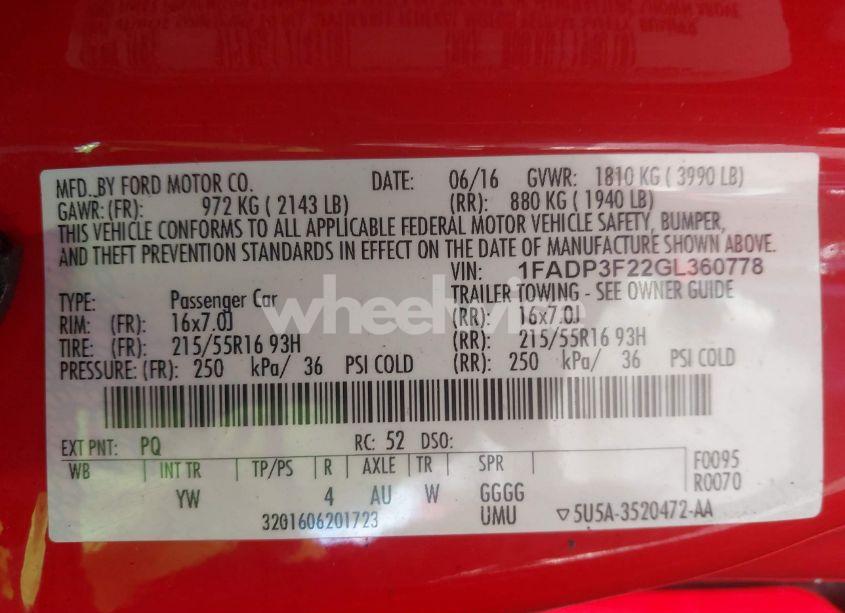 MFD. BY FORD MOTOR CO. DATE: 06/16 GVWR: 1810 KG ( 3990 LB)
GAWR:(FR): 972 KG ( 2143 LB) (RR): 880 KG ( 1940 LB)
THIS VEHICLE CONFORMS TO ALL APPLICABLE FEDERAL MOTOR VEHICLE SAFETY, BUMPER,
AND THEFT PREVENTION STANDARDS IN EFFECT ON THE DATE OF MANUFACTURE SHOWN ABOVE.
VIN: 1FADP3F22GL360778
TYPE: Passenger Car TRAILER TOWING - SEE OWNER GUIDE
RIM: (FR): 16x7.0J (RR): 16x7.0J
TIRE: (FR): 215/55R16 93H (RR): 215/55R16 93H
PRESSURE: (FR): 250 kPa/ 36 PSI COLD (RR): 250 kPa/ 36 PSI COLD
EXT PNT: PQ RC: 52 DSO:
WB INT TR TP/PS R AXLE TR SPR F0095
YW 4 AU W GGGG R0070
3201606201723 UMU ▽5U5A-3520472-AA
wheelwise